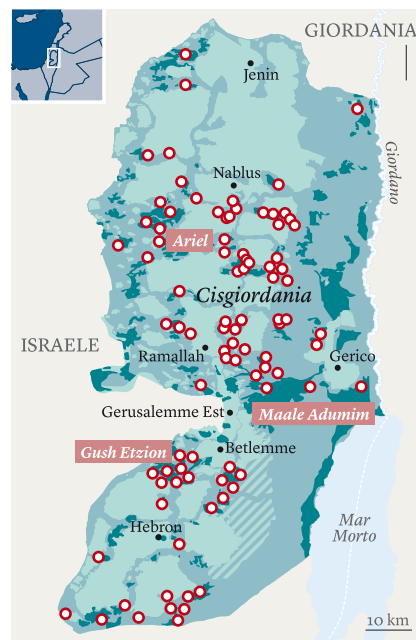 GIORDANIA
Jenin
Giordano
Nablus
Ariel
Cisgiordania
ISRAELE
Ramallah
Gerico
Gerusalemme Est
Maale Adumim
Gush Etzion
Betlemme
Mar
Morto
Hebron
10 km